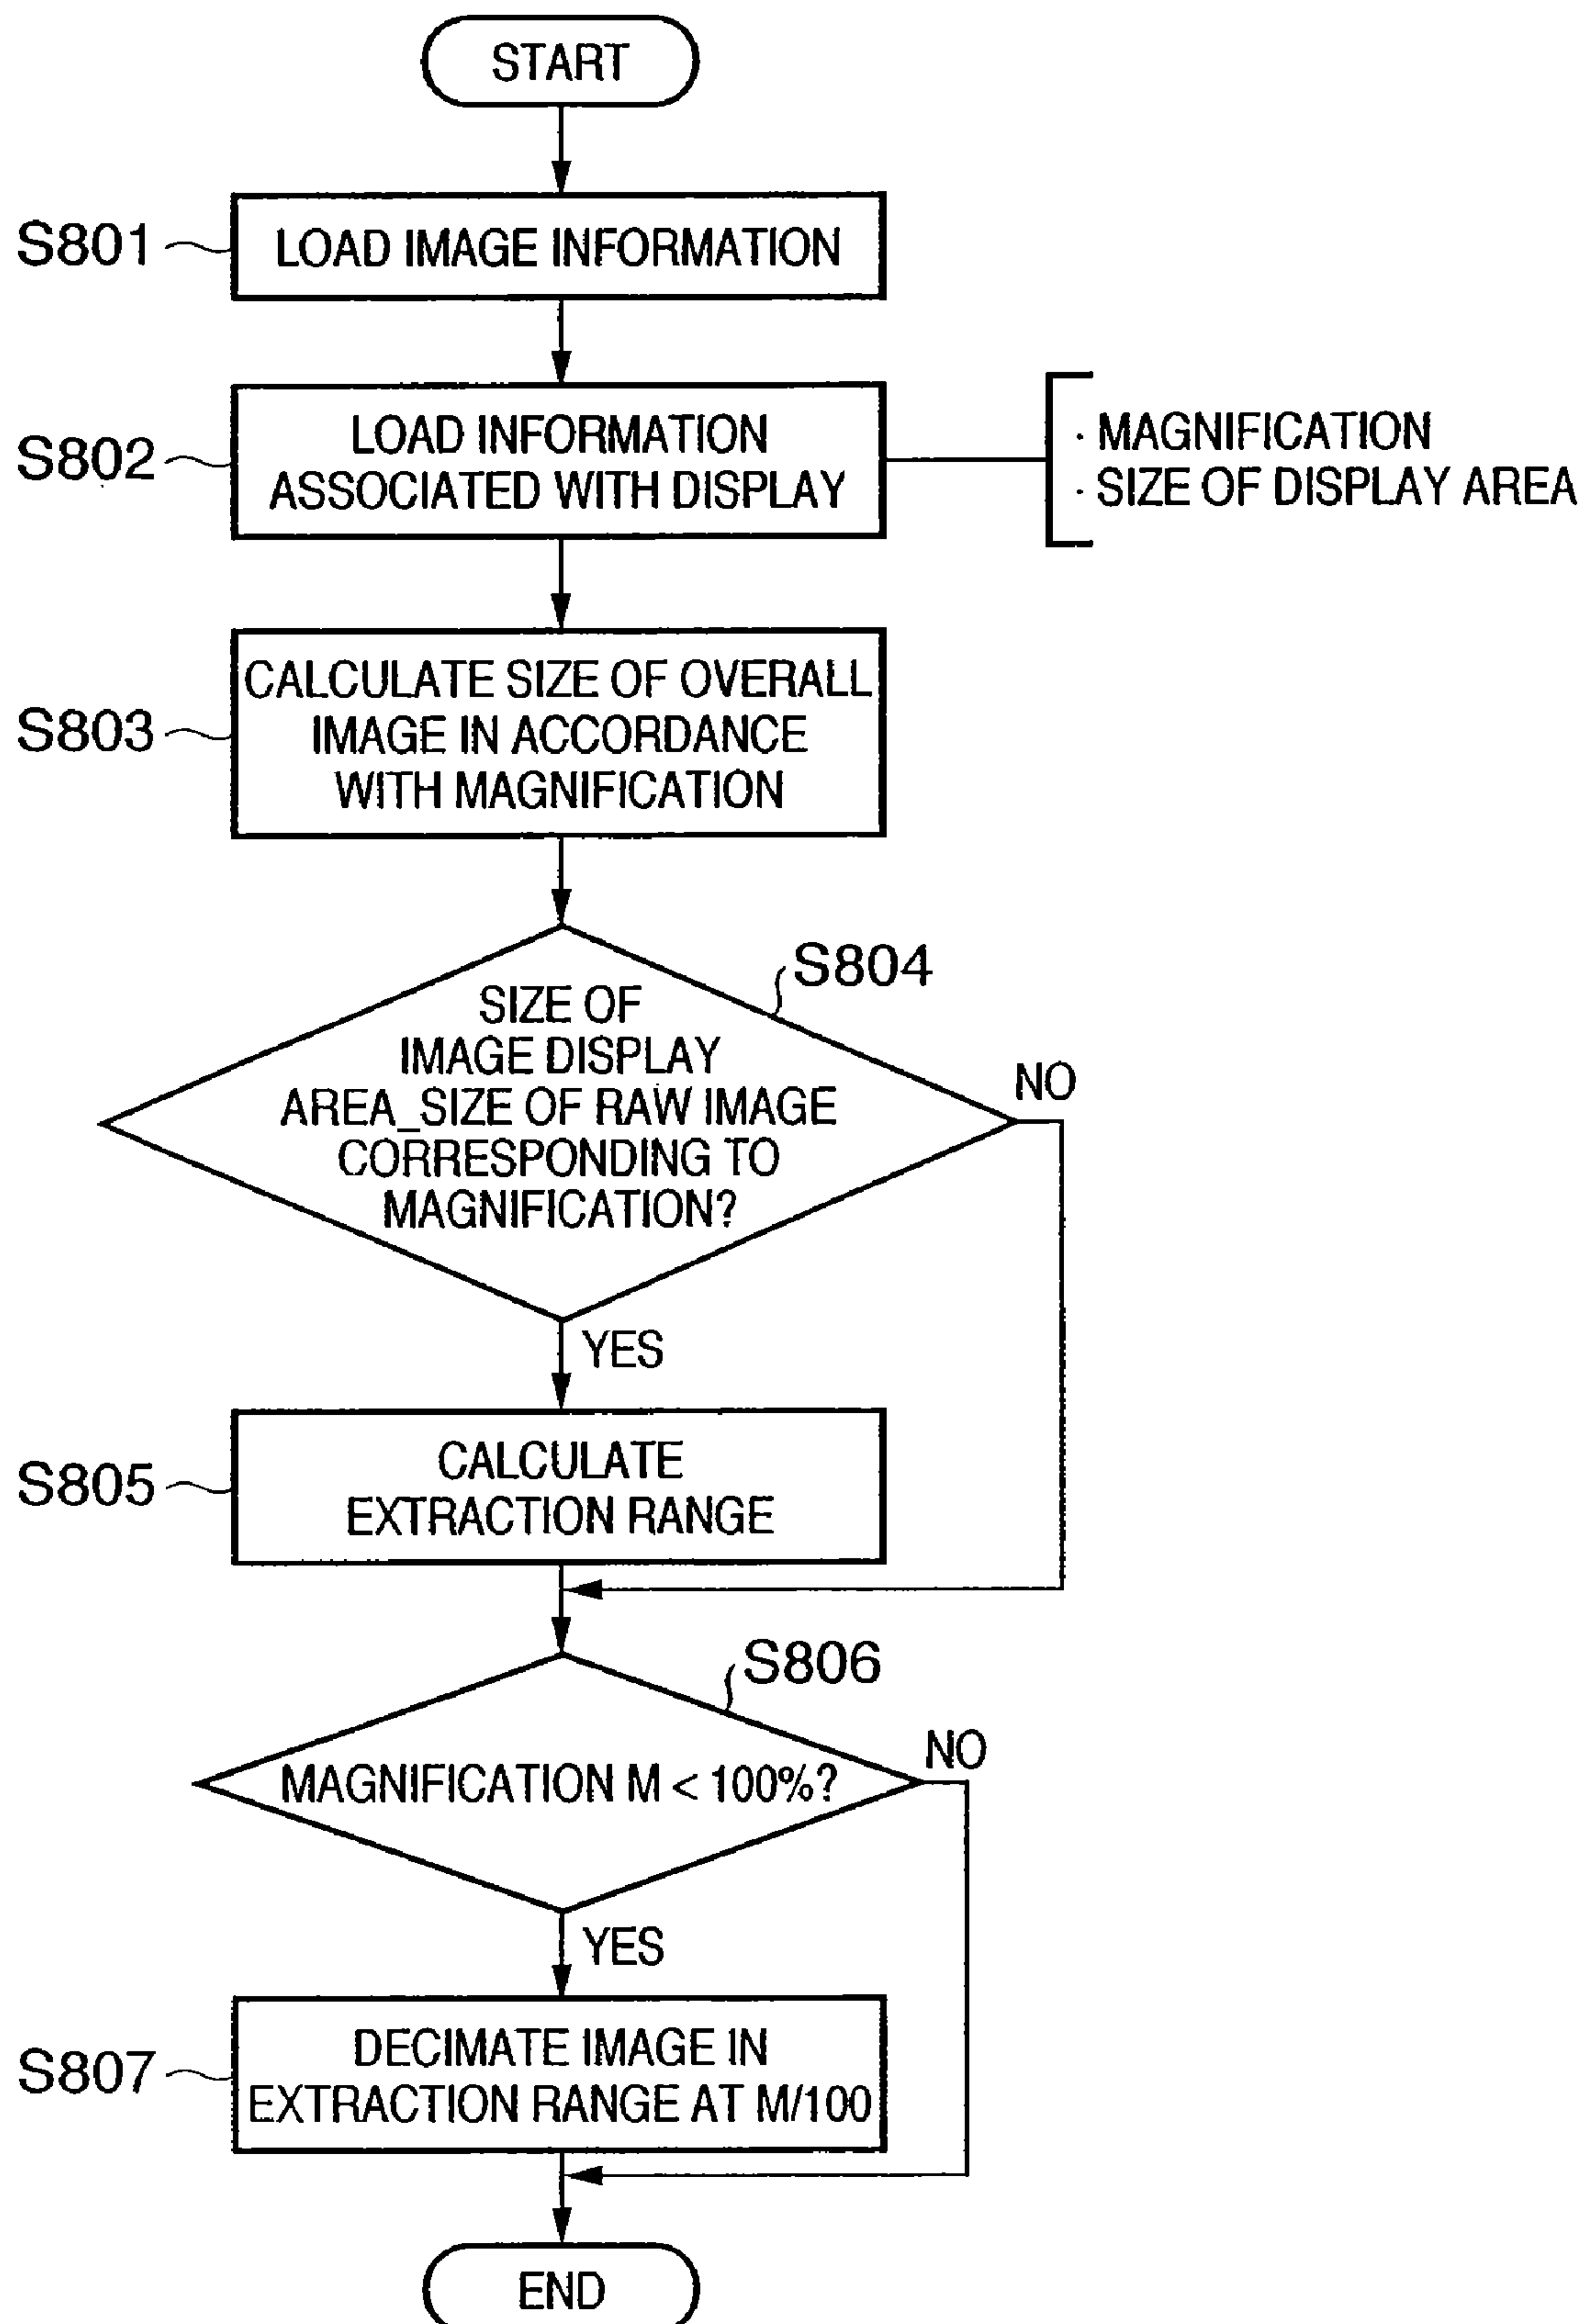 START
S801
LOAD IMAGE INFORMATION
S802
LOAD INFORMATION
ASSOCIATED WITH DISPLAY
· MAGNIFICATION
· SIZE OF DISPLAY AREA
S803
CALCULATE SIZE OF OVERALL
IMAGE IN ACCORDANCE
WITH MAGNIFICATION
S804
SIZE OF
IMAGE DISPLAY
AREA_SIZE OF RAW IMAGE
CORRESPONDING TO
MAGNIFICATION?
NO
YES
S805
CALCULATE
EXTRACTION RANGE
S806
MAGNIFICATION M < 100%?
NO
YES
S807
DECIMATE IMAGE IN
EXTRACTION RANGE AT M/100
END